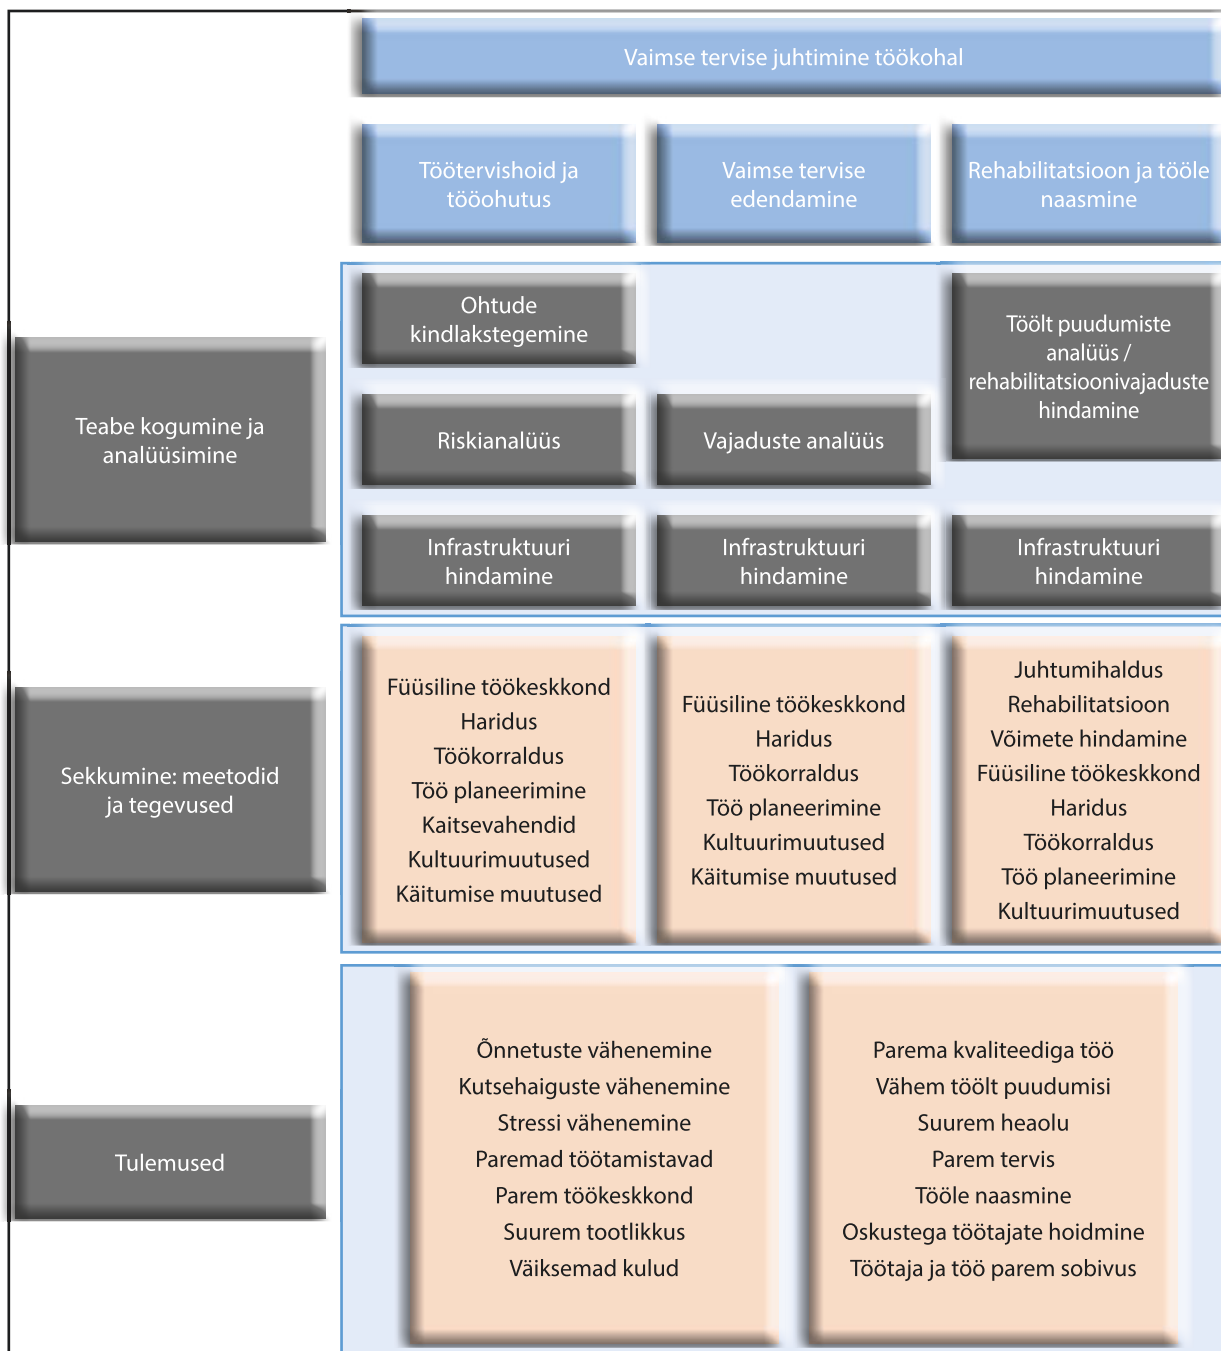 Vaimse tervise juhtimine töökohal
Töötervishoid ja
tööohutus
Vaimse tervise
edendamine
Rehabilitatsioon ja tööle
naasmine
Teabe kogumine ja
analüüsimine
Ohtude
kindlakstegemine
Riskianalüüs
Infrastruktuuri
hindamine
Vajaduste analüüs
Infrastruktuuri
hindamine
Töölt puudumiste
analüüs /
rehabilitatsioonivajaduste
hindamine
Infrastruktuuri
hindamine
Sekkumine: meetodid
ja tegevused
Füüsiline töökeskkond
Haridus
Töökorraldus
Töö planeerimine
Kaitsevahendid
Kultuurimuutused
Käitumise muutused
Füüsiline töökeskkond
Haridus
Töökorraldus
Töö planeerimine
Kultuurimuutused
Käitumise muutused
Juhtumihaldus
Rehabilitatsioon
Võimete hindamine
Füüsiline töökeskkond
Haridus
Töökorraldus
Töö planeerimine
Kultuurimuutused
Tulemused
Õnnetuste vähenemine
Kutsehaiguste vähenemine
Stressi vähenemine
Paremad töötamistavad
Parem töökeskkond
Suurem tootlikkus
Väiksemad kulud
Parema kvaliteediga töö
Vähem töölt puudumisi
Suurem heaolu
Parem tervis
Tööle naasmine
Oskustega töötajate hoidmine
Töötaja ja töö parem sobivus